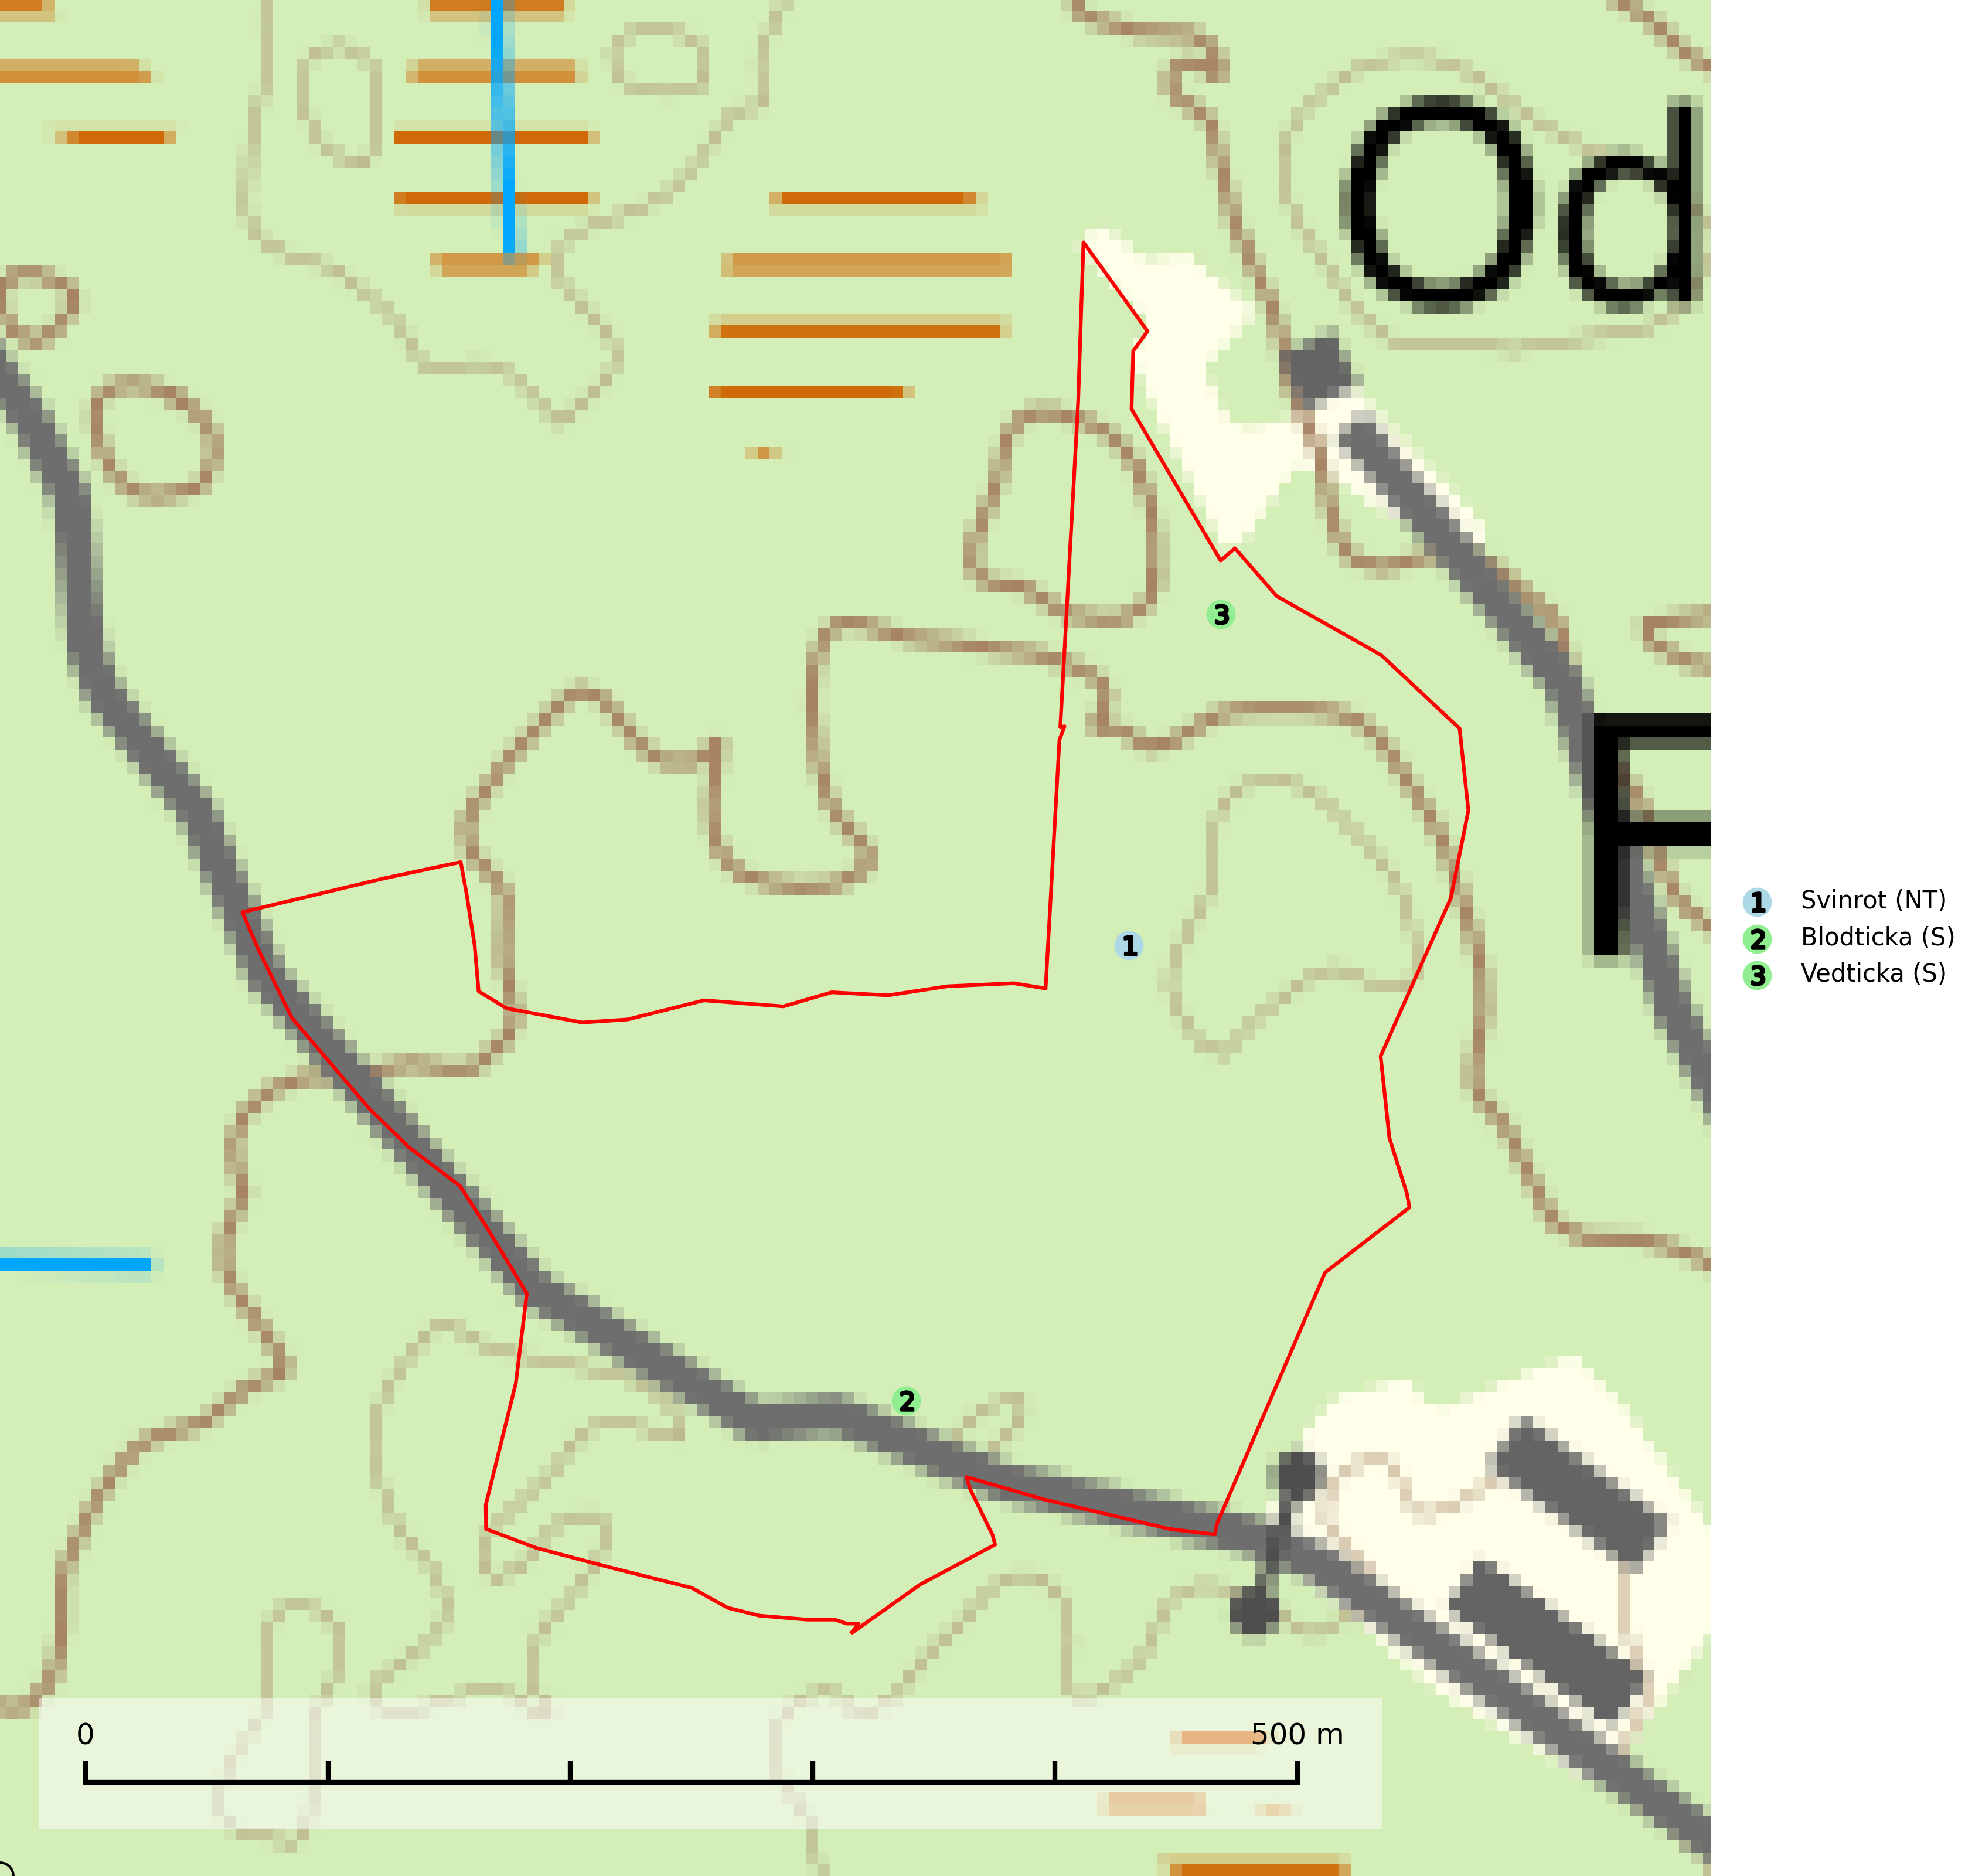 Od
F
1 Svinrot (NT)
2 Blodticka (S)
3 Vedticka (S)
3
1
2
0 500 m